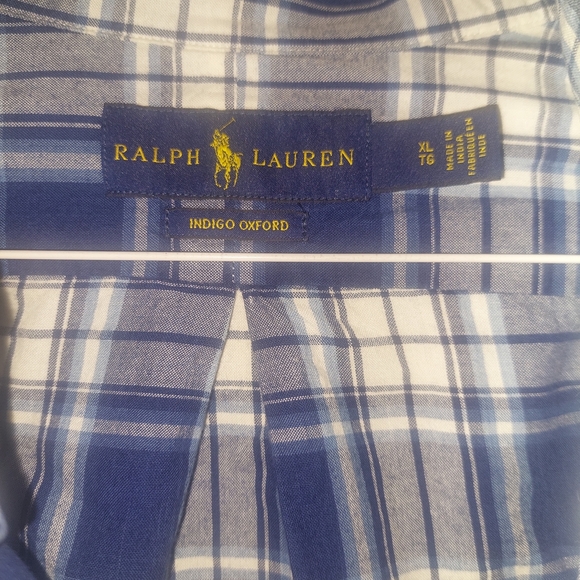 RALPH LAUREN
INDIGO OXFORD
XL
TG
MADE IN
INDIA
FABRIQUÉ EN
INDE